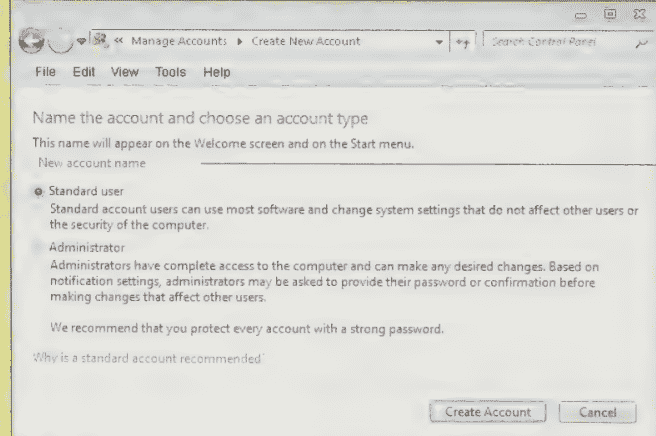 « Manage Accounts ▸ Create New Account Search Control Panel
File Edit View Tools Help
Name the account and choose an account type
This name will appear on the Welcome screen and on the Start menu.
New account name
Standard user
Standard account users can use most software and change system settings that do not affect other users or
the security of the computer.
Administrator
Administrators have complete access to the computer and can make any desired changes. Based on
notification settings, administrators may be asked to provide their password or confirmation before
making changes that affect other users.
We recommend that you protect every account with a strong password.
Why is a standard account recommended
Create Account Cancel